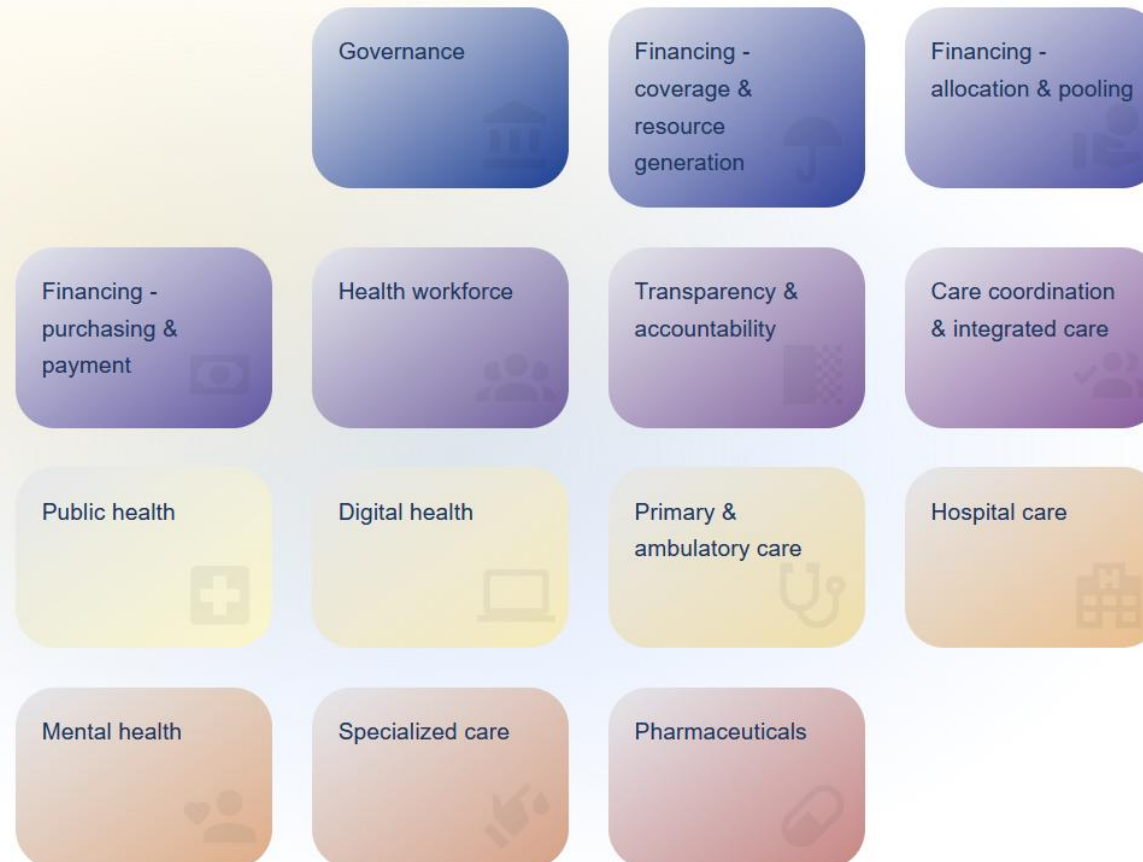 Governance
Financing -
coverage &
resource
generation
Financing -
allocation & pooling
Financing -
purchasing &
payment
Health workforce
Transparency &
accountability
Care coordination
& integrated care
Public health
Digital health
Primary &
ambulatory care
Hospital care
Mental health
Specialized care
Pharmaceuticals